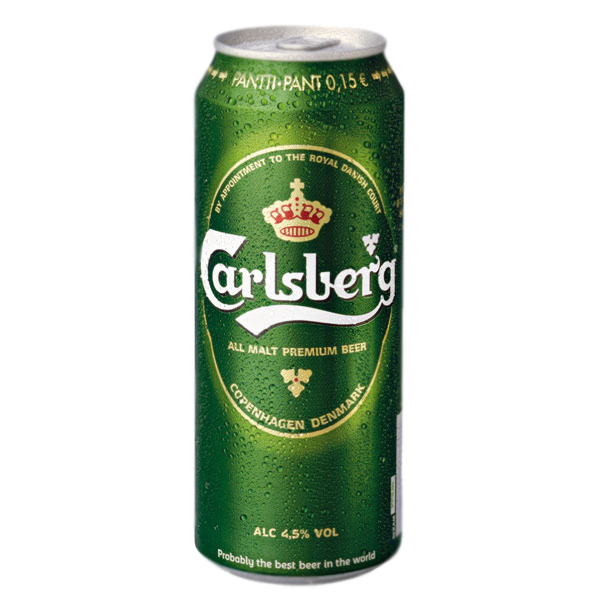 PANTTI•PANT 0,15 €
BY APPOINTMENT TO THE ROYAL DANISH COURT
Carlsberg
ALL MALT PREMIUM BEER
COPENHAGEN DENMARK
ALC 4,5% VOL
Probably the best beer in the world